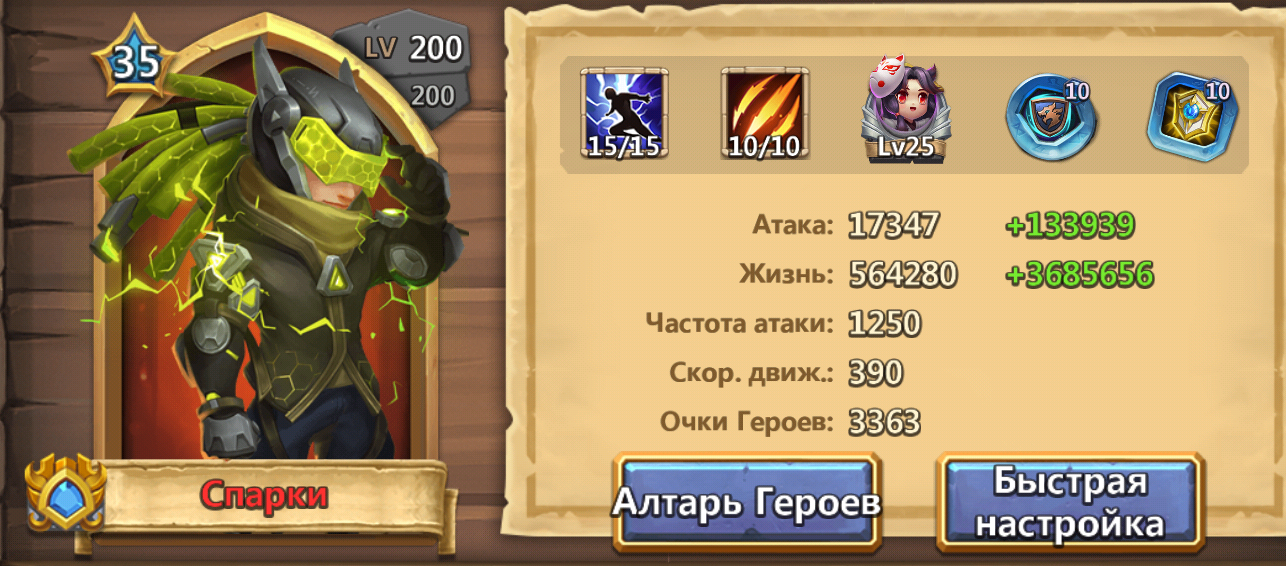 35
LV 200
200
Спарки
15/15
10/10
Lv25
10
10
Атака: 17347 +133939
Жизнь: 564280 +3685656
Частота атаки: 1250
Скор. движ.: 390
Очки Героев: 3363
Алтарь Героев
Быстрая
настройка